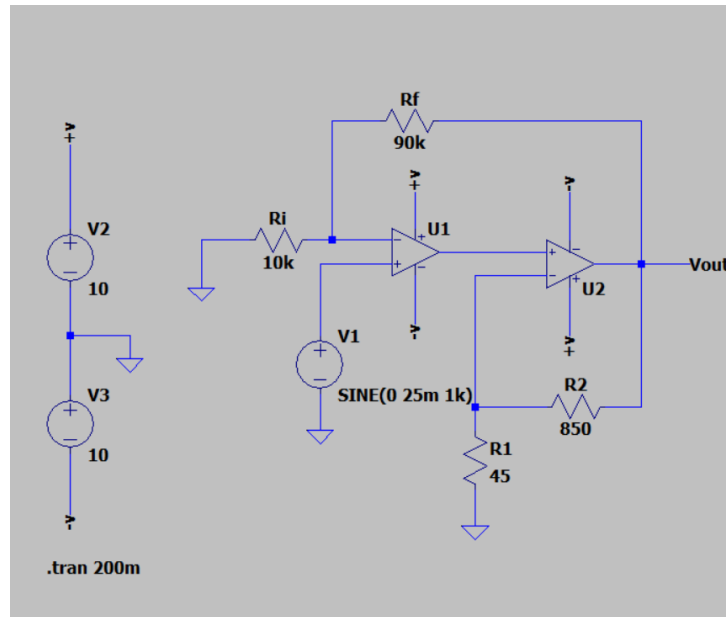 Rf
90k
+v
+v
-v
Ri
10k
U1
V2
10
+v
-v
U2
Vout
V1
SINE(0 25m 1k)
-v
V3
10
R2
850
R1
45
-v
.tran 200m